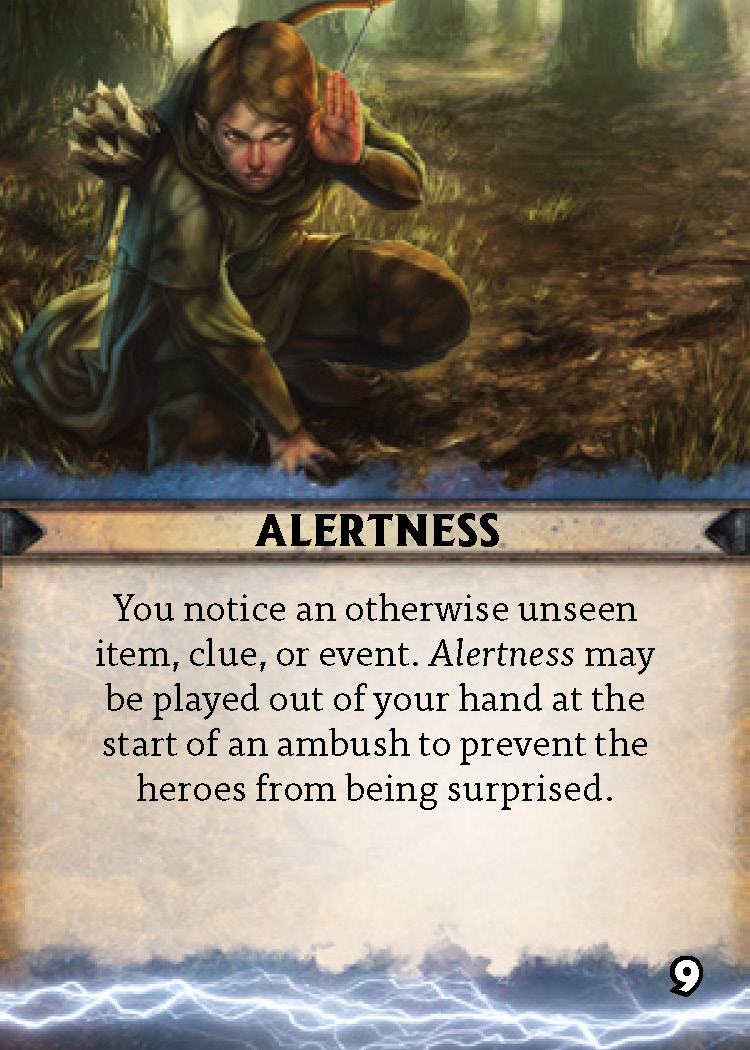 ALERTNESS
You notice an otherwise unseen
item, clue, or event. Alertness may
be played out of your hand at the
start of an ambush to prevent the
heroes from being surprised.
9